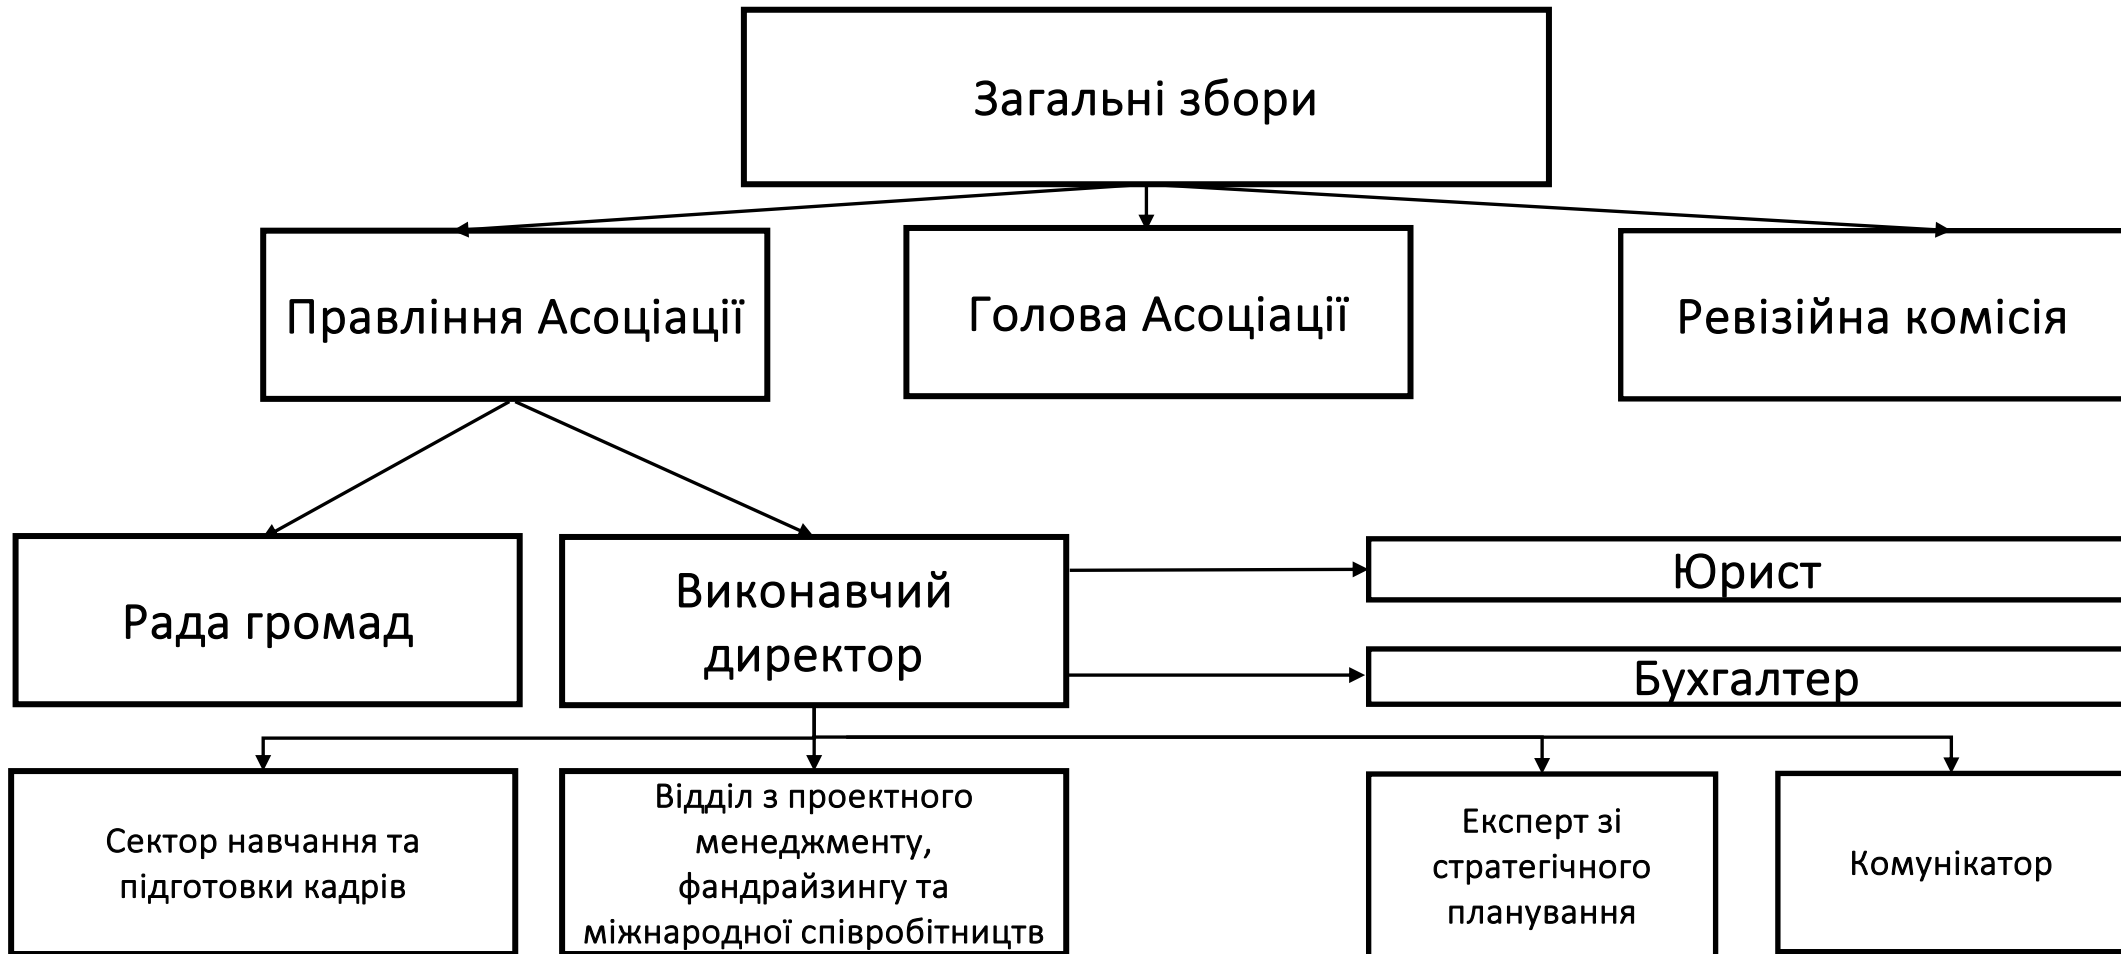 Загальні збори
Правління Асоціації
Голова Асоціації
Ревізійна комісія
Рада громад
Виконавчий
директор
Юрист
Бухгалтер
Сектор навчання та
підготовки кадрів
Відділ з проектного
менеджменту,
фандрайзингу та
міжнародної співробітництв
Експерт зі
стратегічного
планування
Комунікатор